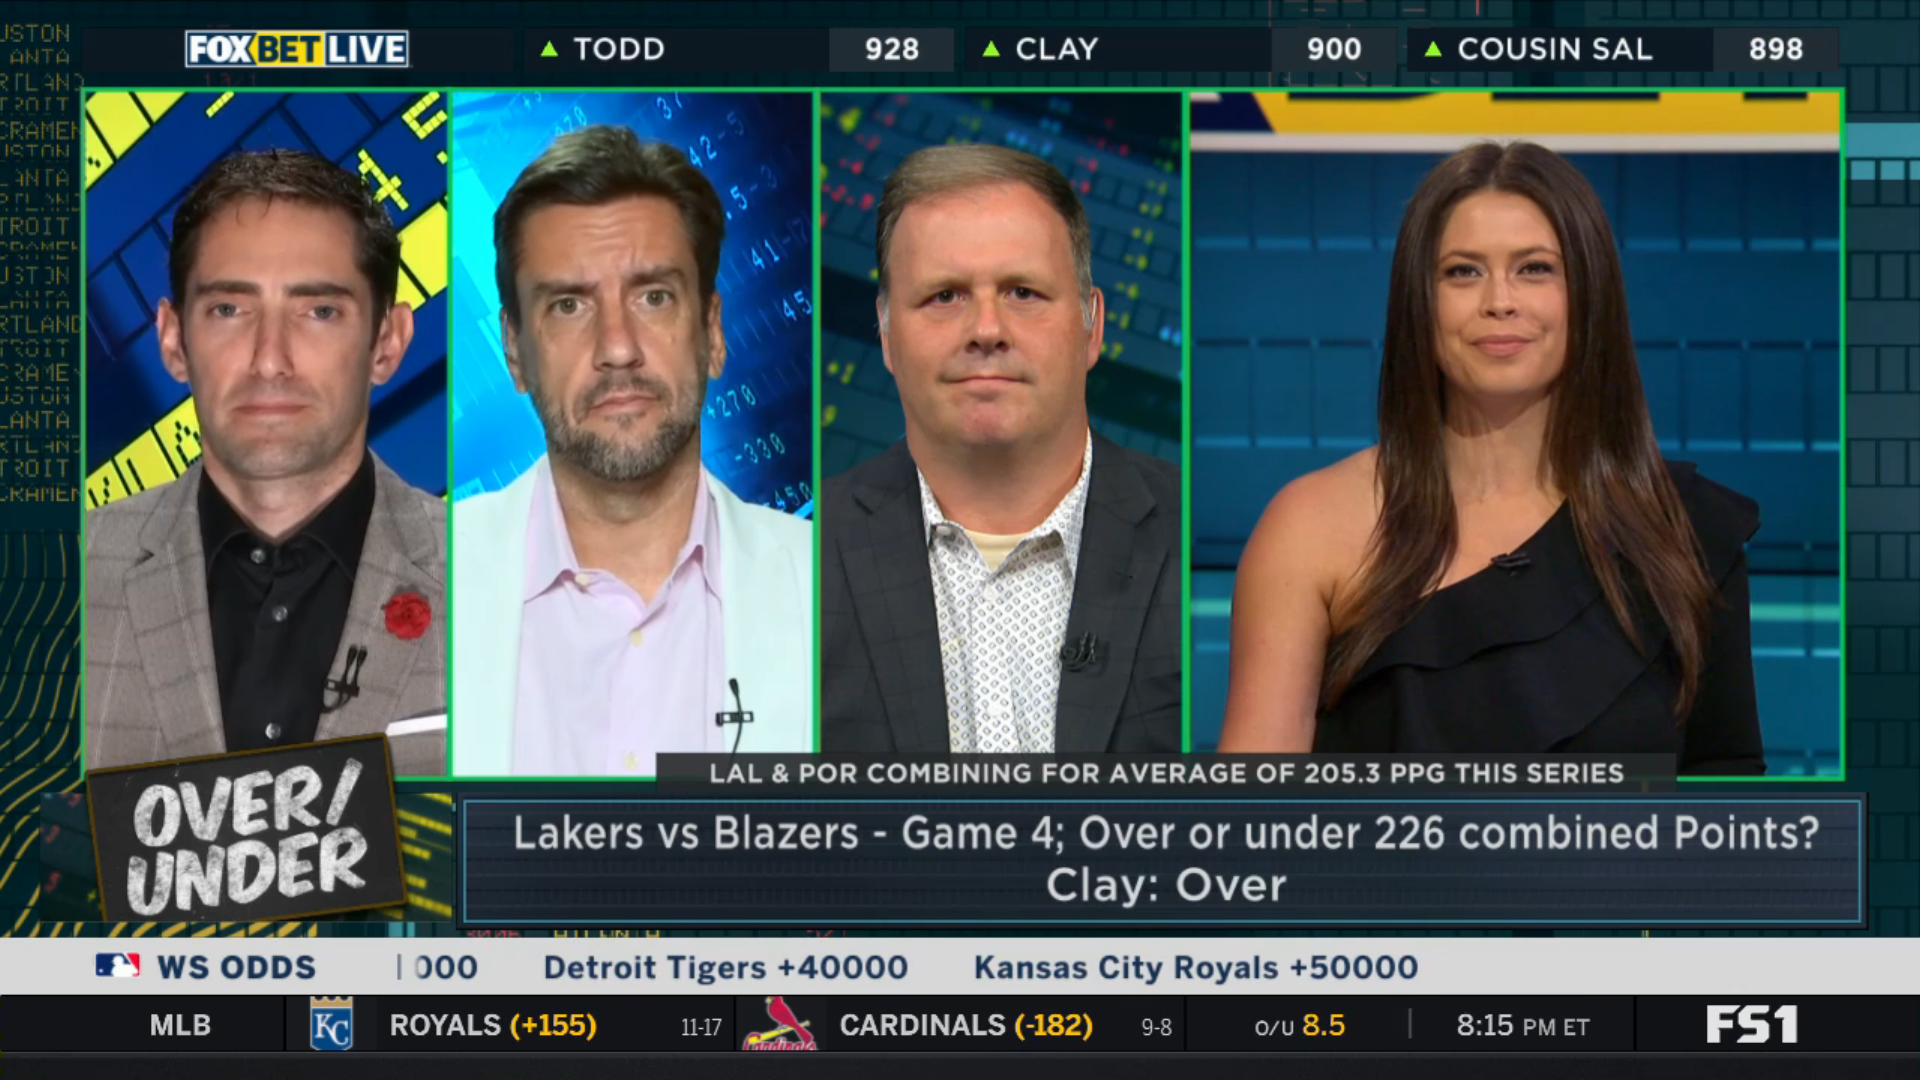 FOX BET LIVE
TODD 928
CLAY 900
COUSIN SAL 898
LAL & POR COMBINING FOR AVERAGE OF 205.3 PPG THIS SERIES
OVER/
UNDER
Lakers vs Blazers - Game 4; Over or under 226 combined Points?
Clay: Over
WS ODDS | 000 Detroit Tigers +40000 Kansas City Royals +50000
MLB KC ROYALS (+155) 11-17 Cardinals CARDINALS (-182) 9-8 O/U 8.5 | 8:15 PM ET FS1